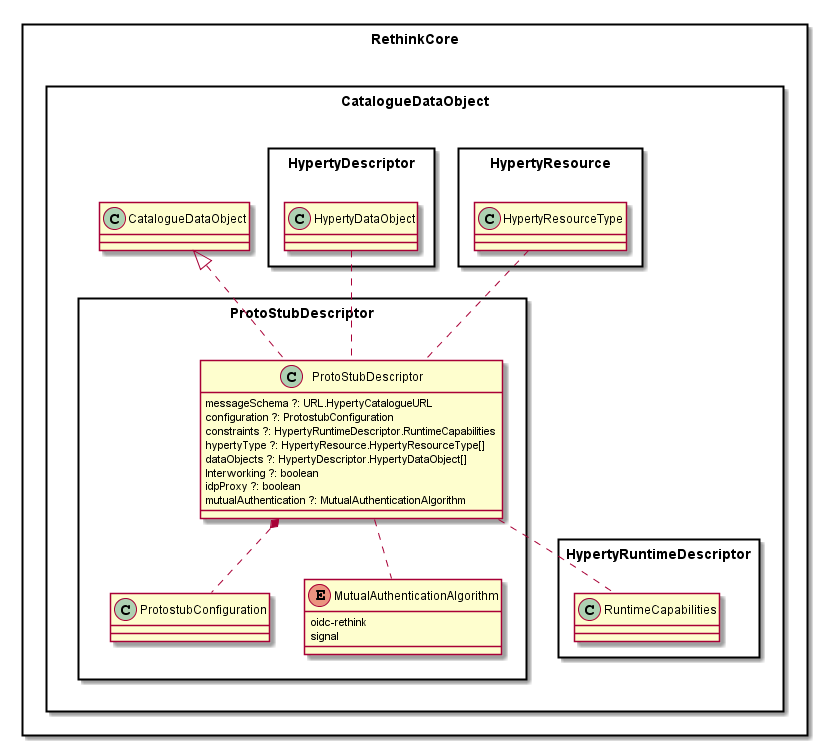 RethinkCore
CatalogueDataObject
HypertyDescriptor
HypertyResource
C CatalogueDataObject
C HypertyDataObject
C HypertyResourceType
ProtoStubDescriptor
C ProtoStubDescriptor
messageSchema ?: URL.HypertyCatalogueURL
configuration ?: ProtostubConfiguration
constraints ?: HypertyRuntimeDescriptor.RuntimeCapabilities
hypertyType ?: HypertyResource.HypertyResourceType[]
dataObjects ?: HypertyDescriptor.HypertyDataObject[]
Interworking ?: boolean
idpProxy ?: boolean
mutualAuthentication ?: MutualAuthenticationAlgorithm
HypertyRuntimeDescriptor
C ProtostubConfiguration
E MutualAuthenticationAlgorithm
oidc-rethink
signal
C RuntimeCapabilities